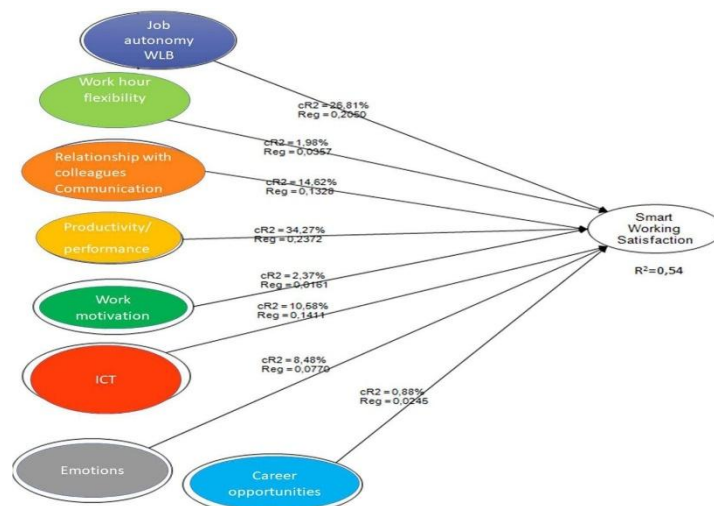 Job
autonomy
WLB
Work hour
flexibility
cR2 = 26,81%
Reg = 0,2050
cR2 = 1,98%
Reg = 0,0357
Relationship with
colleagues
Communication
cR2 = 14,62%
Reg = 0,1328
Productivity/
performance
cR2 = 34,27%
Reg = 0,2372
Smart
Working
Satisfaction
R²=0,54
Work
motivation
cR2 = 2,37%
Reg = 0,0161
ICT
cR2 = 10,58%
Reg = 0,1411
cR2 = 8,48%
Reg = 0,0770
cR2 = 0,88%
Reg = 0,0245
Emotions
Career
opportunities